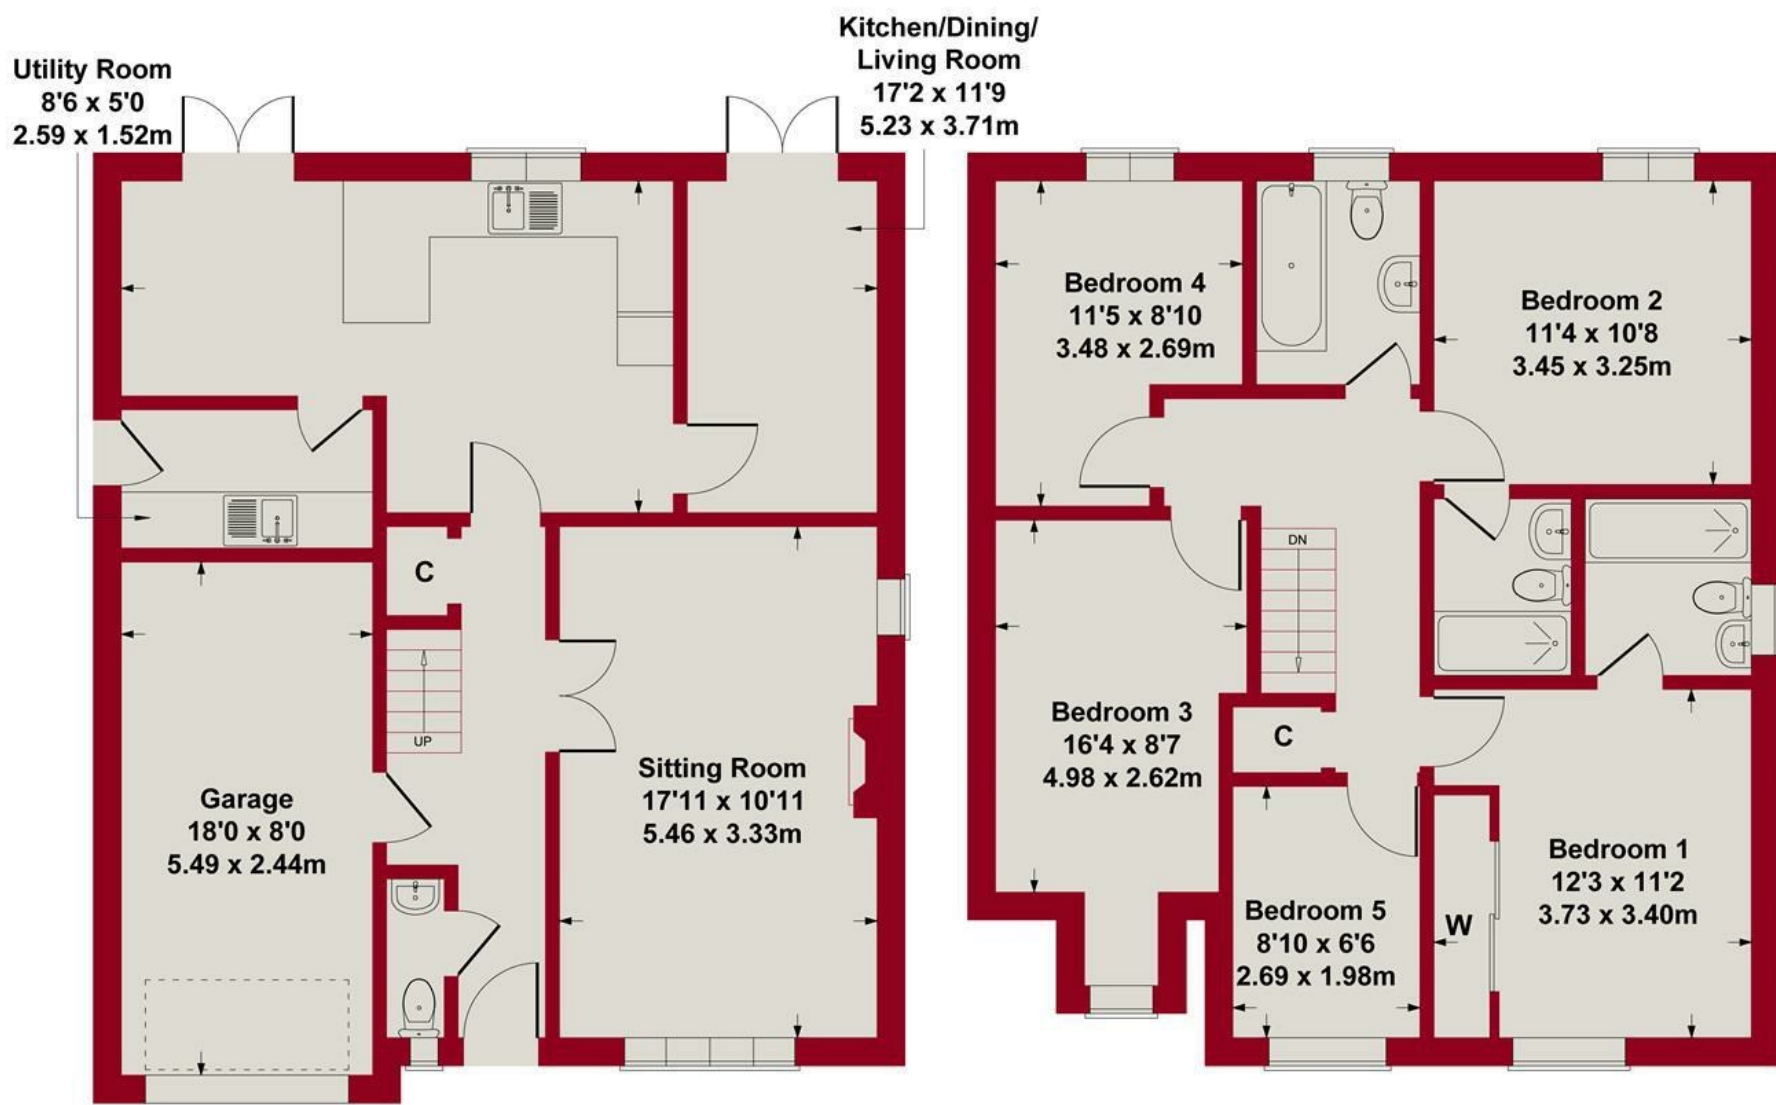 Utility Room
8'6 x 5'0
2.59 x 1.52m
Kitchen/Dining/
Living Room
17'2 x 11'9
5.23 x 3.71m
C
UP
Garage
18'0 x 8'0
5.49 x 2.44m
Sitting Room
17'11 x 10'11
5.46 x 3.33m
Bedroom 4
11'5 x 8'10
3.48 x 2.69m
Bedroom 2
11'4 x 10'8
3.45 x 3.25m
DN
Bedroom 3
16'4 x 8'7
4.98 x 2.62m
C
Bedroom 5
8'10 x 6'6
2.69 x 1.98m
W
Bedroom 1
12'3 x 11'2
3.73 x 3.40m